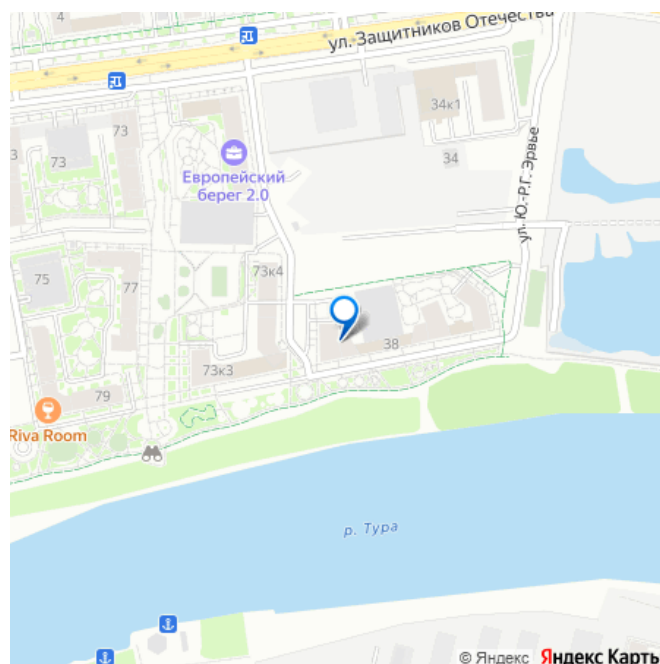 4
ул. Защитников Отечества
34к1
73
3
73
34
Европейский
берег 2.0
ул. Ю.-Р.Г. Эрвье
75
77
73к4
38
73к3
79
Riva Room
р. Тура
© Яндекс Яндекс Карты